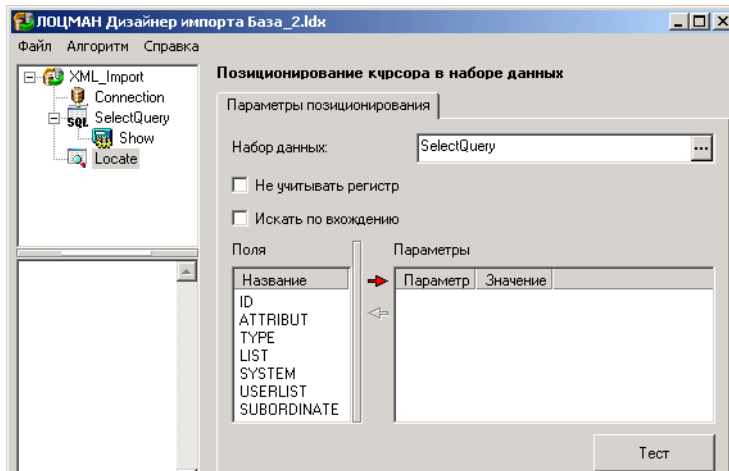 ЛОЦМАН Дизайнер импорта База_2.ldx
Файл Алгоритм Справка
XML_Import
Connection
SQL SelectQuery
Show
Locate
Позиционирование курсора в наборе данных
Параметры позиционирования
Набор данных: SelectQuery ...
Не учитывать регистр
Искать по вхождению
Поля Параметры
Название Параметр Значение
ID
ATTRIBUT
TYPE
LIST
SYSTEM
USERLIST
SUBORDINATE
Тест